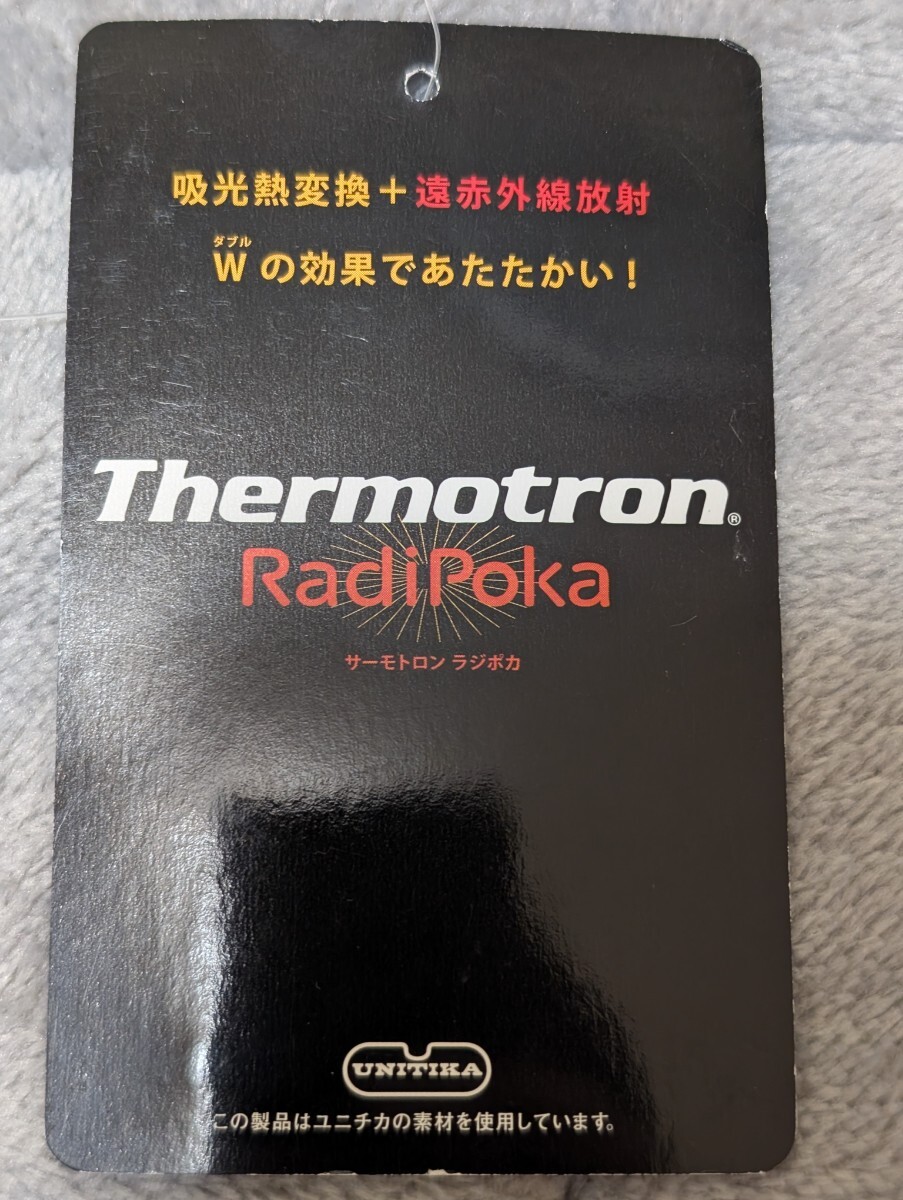 吸光熱変換＋遠赤外線放射
ダブル
Wの効果であたたかい！
Thermotron®
RadiPoka
サーモトロン ラジポカ
UNITIKA
この製品はユニチカの素材を使用しています。